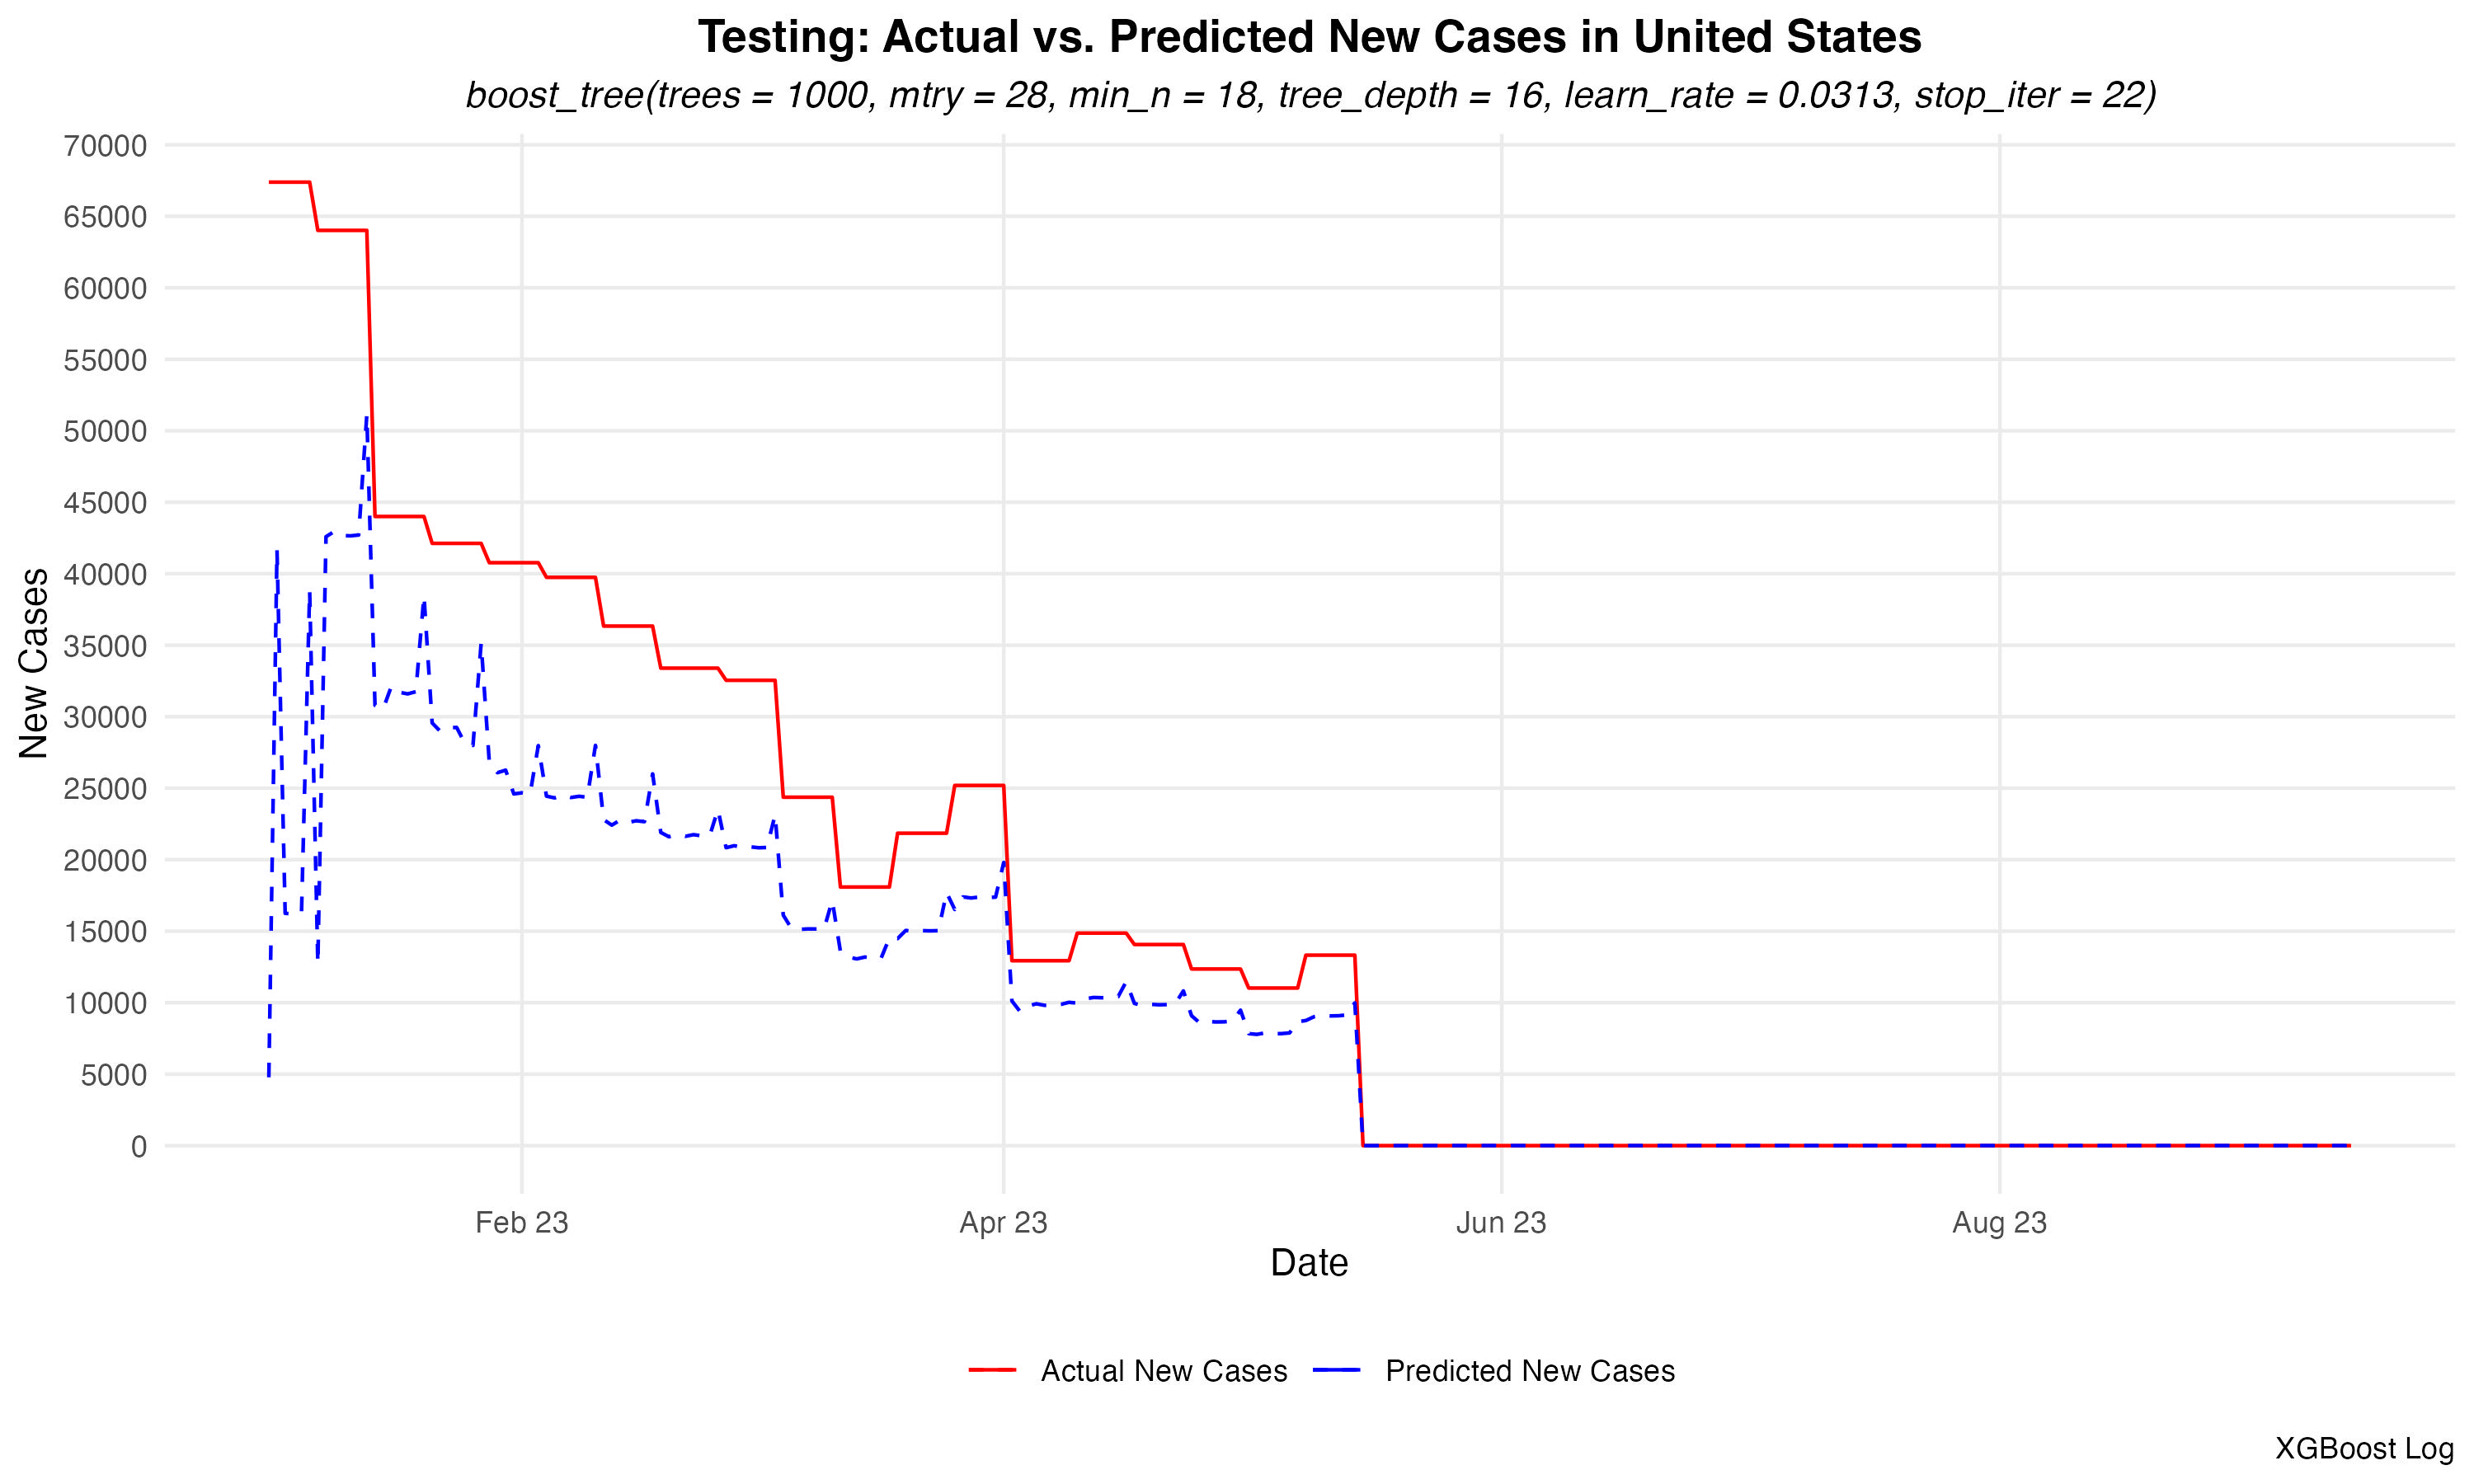 Testing: Actual vs. Predicted New Cases in United States
boost_tree(trees = 1000, mtry = 28, min_n = 18, tree_depth = 16, learn_rate = 0.0313, stop_iter = 22)
70000
65000
60000
55000
50000
45000
40000
35000
30000
25000
20000
15000
10000
5000
0
New Cases
Feb 23 Apr 23 Jun 23 Aug 23
Date
Actual New Cases Predicted New Cases
XGBoost Log